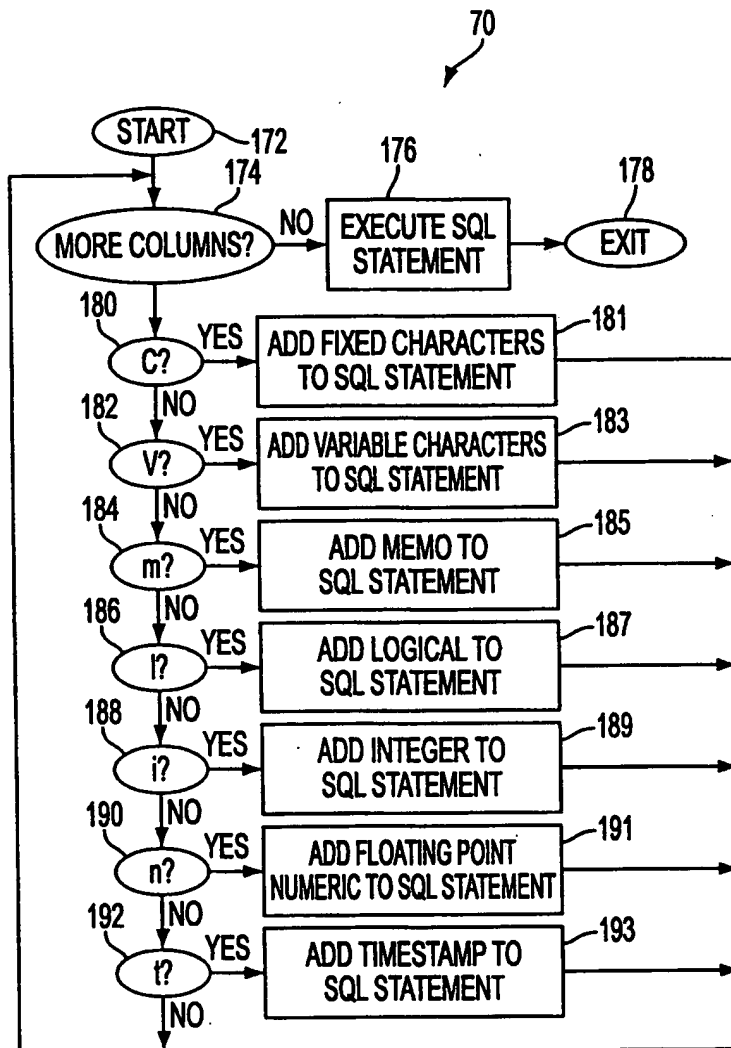 70
START
172
174
MORE COLUMNS?
NO
176
EXECUTE SQL
STATEMENT
178
EXIT
180
C?
YES
181
ADD FIXED CHARACTERS
TO SQL STATEMENT
NO
182
V?
YES
183
ADD VARIABLE CHARACTERS
TO SQL STATEMENT
NO
184
m?
YES
185
ADD MEMO TO
SQL STATEMENT
NO
186
l?
YES
187
ADD LOGICAL TO
SQL STATEMENT
NO
188
i?
YES
189
ADD INTEGER TO
SQL STATEMENT
NO
190
n?
YES
191
ADD FLOATING POINT
NUMERIC TO SQL STATEMENT
NO
192
t?
YES
193
ADD TIMESTAMP TO
SQL STATEMENT
NO